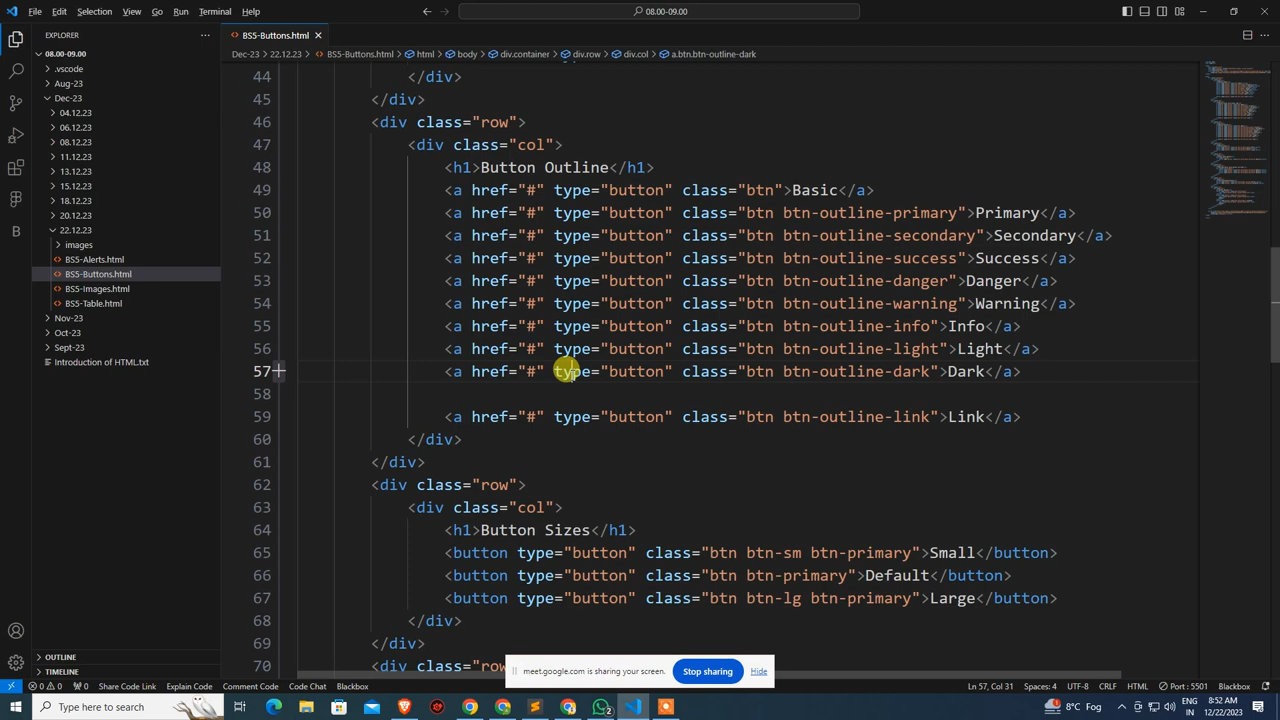 File Edit Selection View Go Run Terminal Help
08.00-09.00
EXPLORER
BS5-Buttons.html
Dec-23 > 22.12.23 > BS5-Buttons.html > html > body > div.container > div.row > div.col > a.btn.btn-outline-dark
08.00-09.00
.vscode
Aug-23
Dec-23
04.12.23
06.12.23
08.12.23
11.12.23
13.12.23
15.12.23
18.12.23
20.12.23
22.12.23
images
BS5-Alerts.html
BS5-Buttons.html
BS5-Images.html
BS5-Table.html
Nov-23
Oct-23
Sept-23
Introduction of HTML.txt
OUTLINE
TIMELINE
44 </div>
45 </div>
46 <div class="row">
47 <div class="col">
48 <h1>Button Outline</h1>
49 <a href="#" type="button" class="btn">Basic</a>
50 <a href="#" type="button" class="btn btn-outline-primary">Primary</a>
51 <a href="#" type="button" class="btn btn-outline-secondary">Secondary</a>
52 <a href="#" type="button" class="btn btn-outline-success">Success</a>
53 <a href="#" type="button" class="btn btn-outline-danger">Danger</a>
54 <a href="#" type="button" class="btn btn-outline-warning">Warning</a>
55 <a href="#" type="button" class="btn btn-outline-info">Info</a>
56 <a href="#" type="button" class="btn btn-outline-light">Light</a>
57 <a href="#" type="button" class="btn btn-outline-dark">Dark</a>
58
59 <a href="#" type="button" class="btn btn-outline-link">Link</a>
60 </div>
61 </div>
62 <div class="row">
63 <div class="col">
64 <h1>Button Sizes</h1>
65 <button type="button" class="btn btn-sm btn-primary">Small</button>
66 <button type="button" class="btn btn-primary">Default</button>
67 <button type="button" class="btn btn-lg btn-primary">Large</button>
68 </div>
69 </div>
70 <div class="row
meet.google.com is sharing your screen. Stop sharing Hide
0 0 0 Share Code Link Explain Code Comment Code Code Chat Blackbox Ln 57, Col 31 Spaces: 4 UTF-8 CRLF HTML Port : 5501 Blackbox
Type here to search
2
8°C Fog
ENG
IN
8:52 AM
12/22/2023